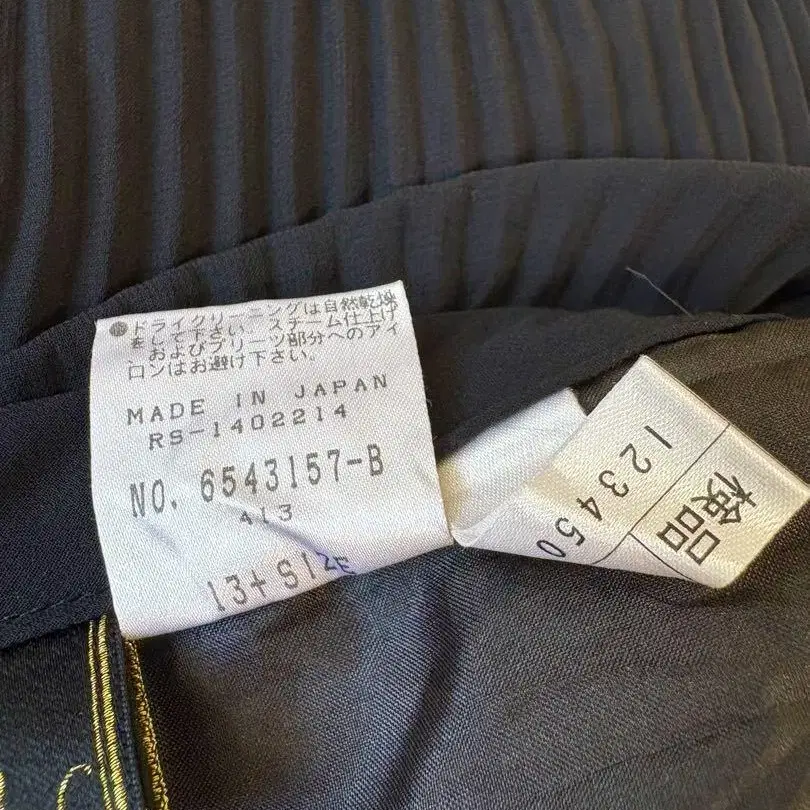 ドライクリーニングは自然乾燥
をして下さい。スチーム仕上げ
、およびプリーツ部分へのアイ
ロンはお避け下さい。
MADE IN JAPAN
RS-1402214
NO. 6543157-B
413
13+SIZE
検品
123450